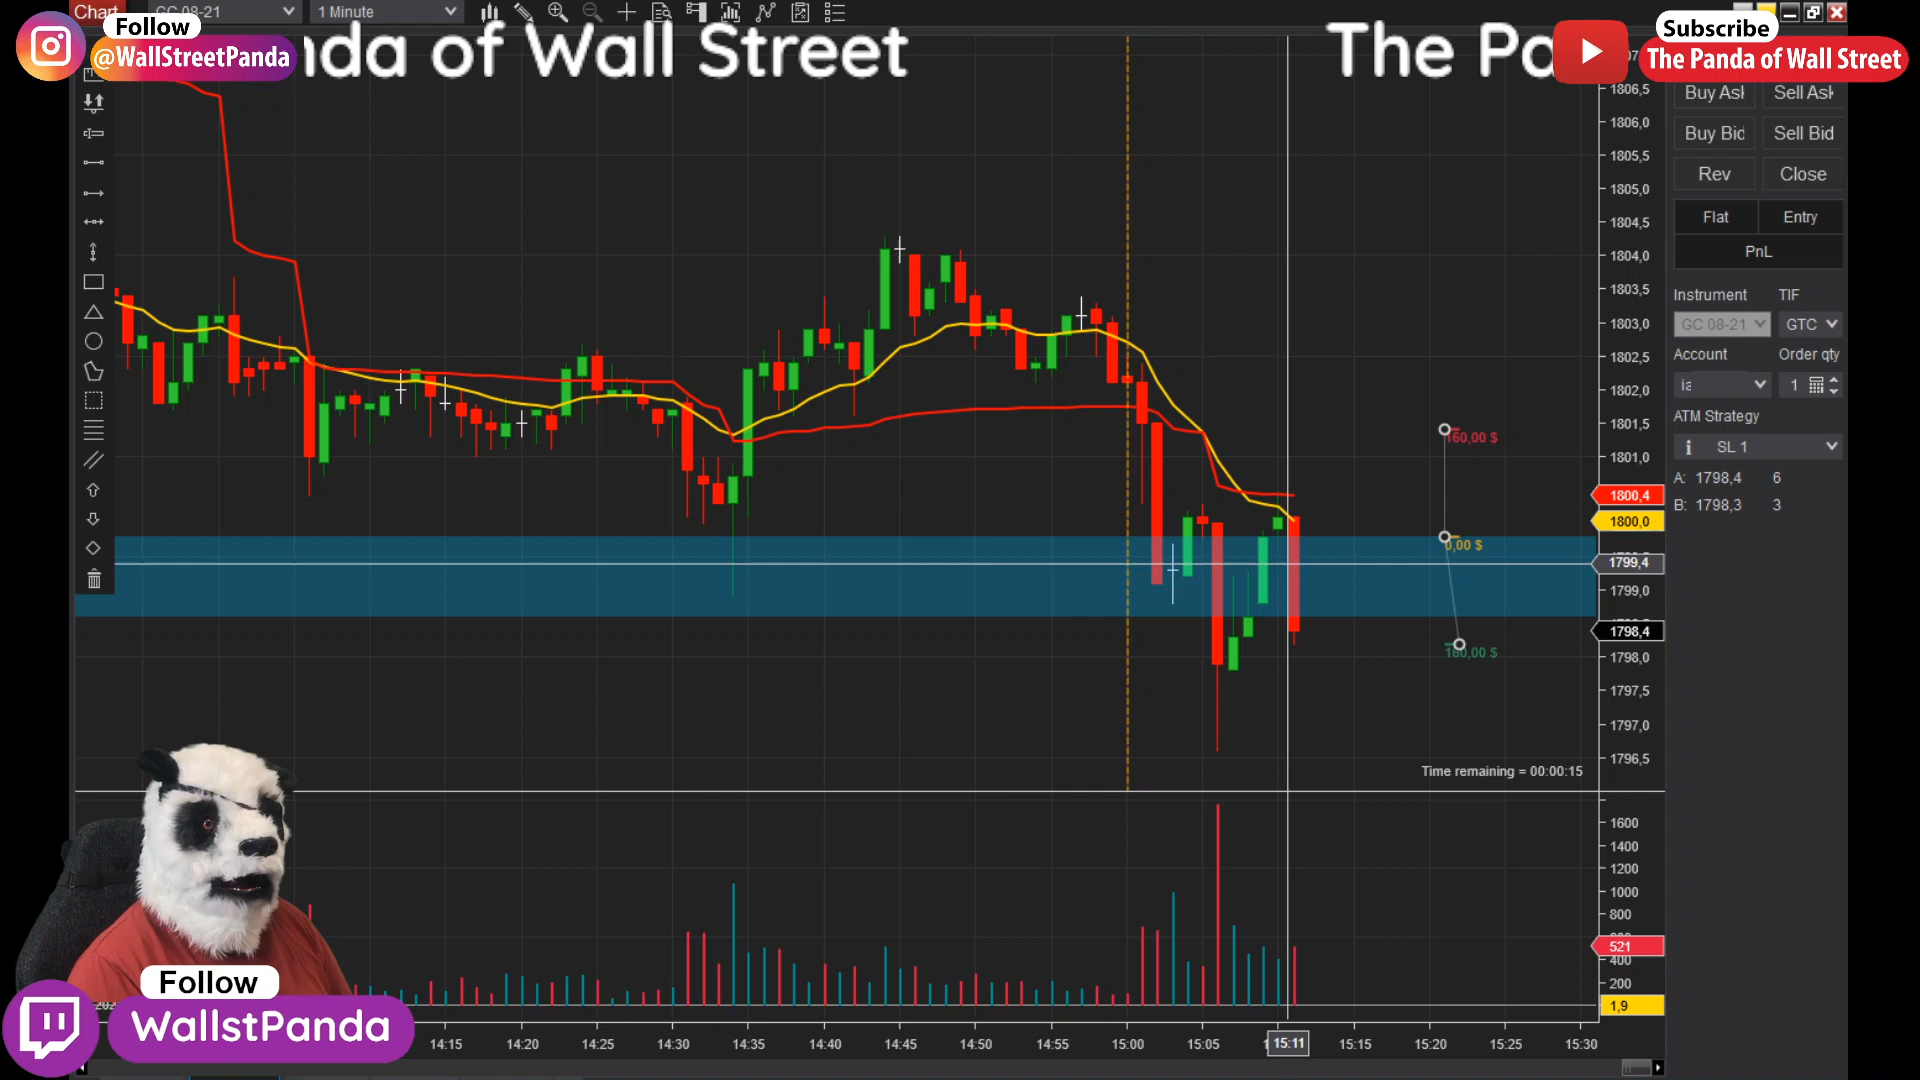 Chart
GC 08-21
1 Minute
Follow
@WallStreetPanda
nda of Wall Street
The Pa
Subscribe
The Panda of Wall Street
1806,5
1806,0
1805,5
1805,0
1804,5
1804,0
1803,5
1803,0
1802,5
1802,0
1801,5
1801,0
1800,4
1800,0
1799,4
1799,0
1798,4
1798,0
1797,5
1797,0
1796,5
160,00 $
0,00 $
160,00 $
Time remaining = 00:00:15
1600
1400
1200
1000
800
521
400
200
1,9
Buy Ask
Sell Ask
Buy Bid
Sell Bid
Rev
Close
Flat
Entry
PnL
Instrument
TIF
GC 08-21
GTC
Account
Order qty
1
ATM Strategy
SL 1
A: 1798,4 6
B: 1798,3 3
Follow
WallstPanda
14:15
14:20
14:25
14:30
14:35
14:40
14:45
14:50
14:55
15:00
15:05
15:11
15:15
15:20
15:25
15:30